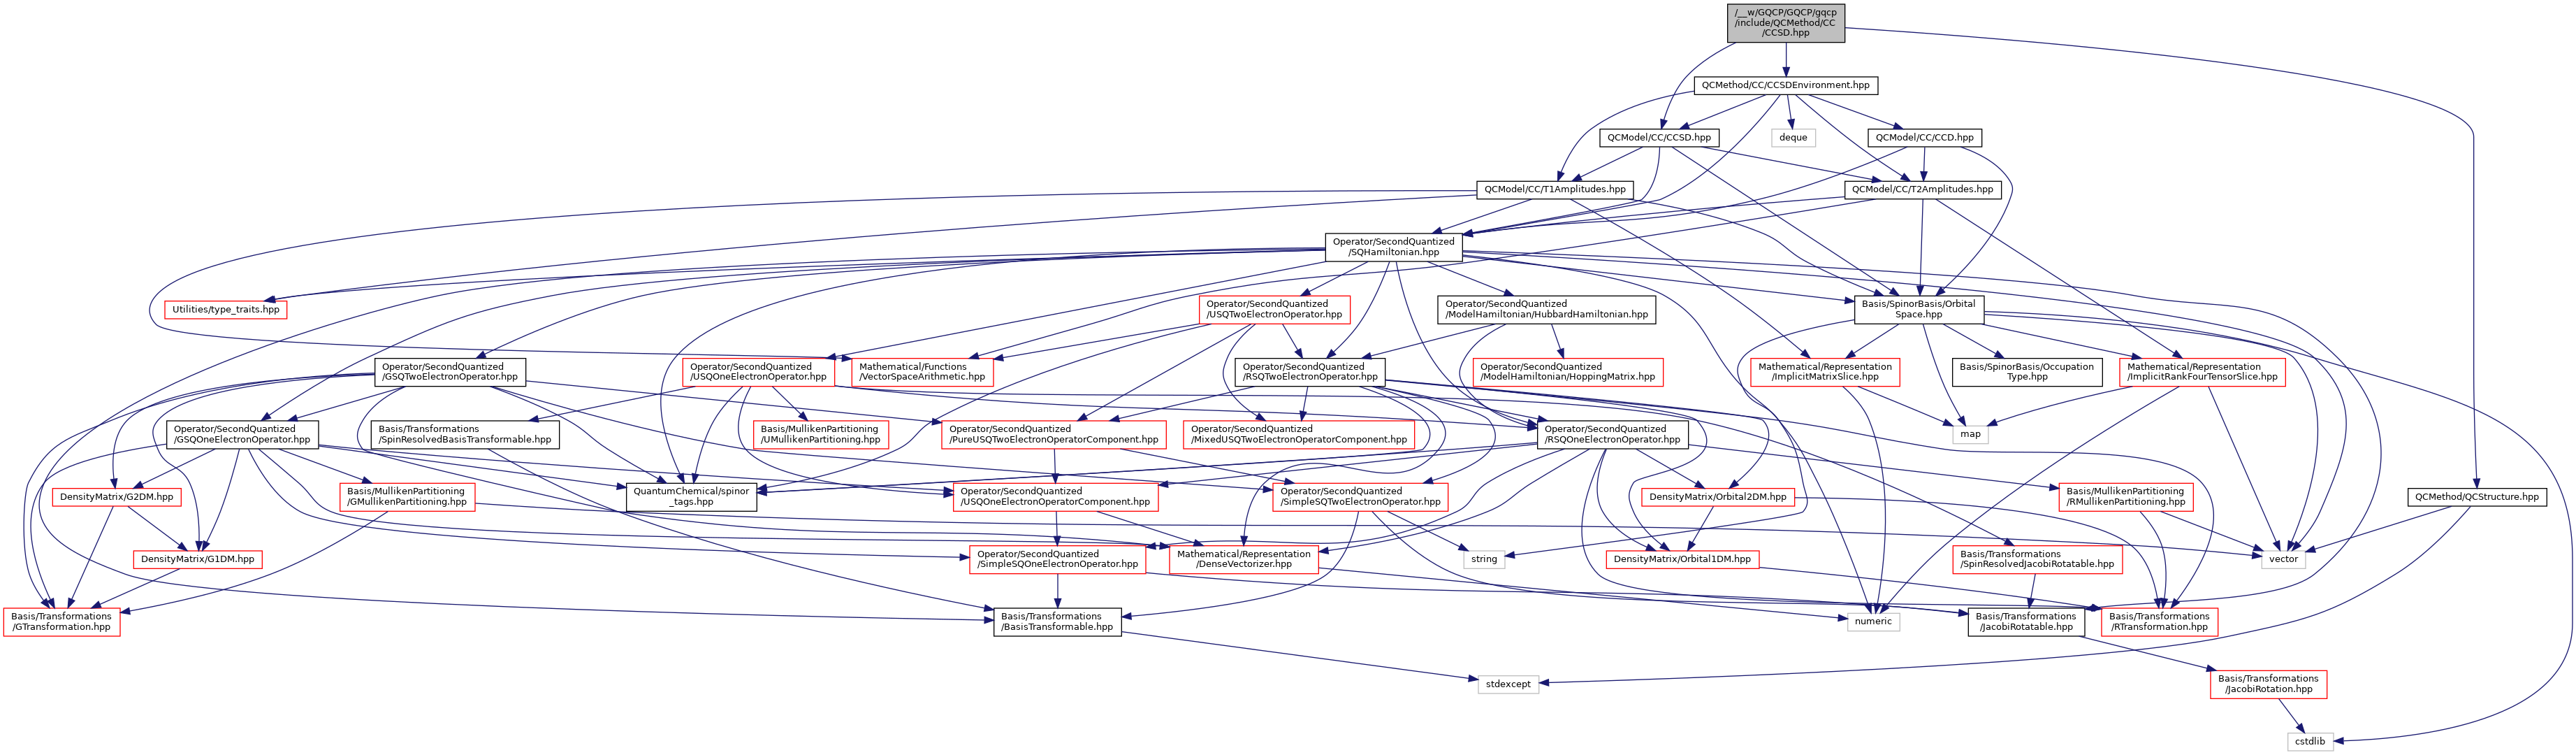 /__w/GQCP/GQCP/gqcp
/include/QCMethod/CC
/CCSD.hpp
QCMethod/CC/CCSDEnvironment.hpp
QCModel/CC/CCSD.hpp
deque
QCModel/CC/CCD.hpp
QCModel/CC/T1Amplitudes.hpp
QCModel/CC/T2Amplitudes.hpp
Operator/SecondQuantized
/SQHamiltonian.hpp
Utilities/type_traits.hpp
Operator/SecondQuantized
/USQTwoElectronOperator.hpp
Operator/SecondQuantized
/ModelHamiltonian/HubbardHamiltonian.hpp
Basis/SpinorBasis/Orbital
Space.hpp
Operator/SecondQuantized
/GSQTwoElectronOperator.hpp
Operator/SecondQuantized
/USQOneElectronOperator.hpp
Mathematical/Functions
/VectorSpaceArithmetic.hpp
Operator/SecondQuantized
/RSQTwoElectronOperator.hpp
Operator/SecondQuantized
/ModelHamiltonian/HoppingMatrix.hpp
Mathematical/Representation
/ImplicitMatrixSlice.hpp
Basis/SpinorBasis/Occupation
Type.hpp
Mathematical/Representation
/ImplicitRankFourTensorSlice.hpp
Operator/SecondQuantized
/GSQOneElectronOperator.hpp
Basis/Transformations
/SpinResolvedBasisTransformable.hpp
Basis/MullikenPartitioning
/UMullikenPartitioning.hpp
Operator/SecondQuantized
/PureUSQTwoElectronOperatorComponent.hpp
Operator/SecondQuantized
/MixedUSQTwoElectronOperatorComponent.hpp
Operator/SecondQuantized
/RSQOneElectronOperator.hpp
map
DensityMatrix/G2DM.hpp
Basis/MullikenPartitioning
/GMullikenPartitioning.hpp
QuantumChemical/spinor
_tags.hpp
Operator/SecondQuantized
/USQOneElectronOperatorComponent.hpp
Operator/SecondQuantized
/SimpleSQTwoElectronOperator.hpp
DensityMatrix/Orbital2DM.hpp
Basis/MullikenPartitioning
/RMullikenPartitioning.hpp
QCMethod/QCStructure.hpp
DensityMatrix/G1DM.hpp
Operator/SecondQuantized
/SimpleSQOneElectronOperator.hpp
Mathematical/Representation
/DenseVectorizer.hpp
string
DensityMatrix/Orbital1DM.hpp
Basis/Transformations
/SpinResolvedJacobiRotatable.hpp
vector
Basis/Transformations
/GTransformation.hpp
Basis/Transformations
/BasisTransformable.hpp
numeric
Basis/Transformations
/JacobiRotatable.hpp
Basis/Transformations
/RTransformation.hpp
stdexcept
Basis/Transformations
/JacobiRotation.hpp
cstdlib